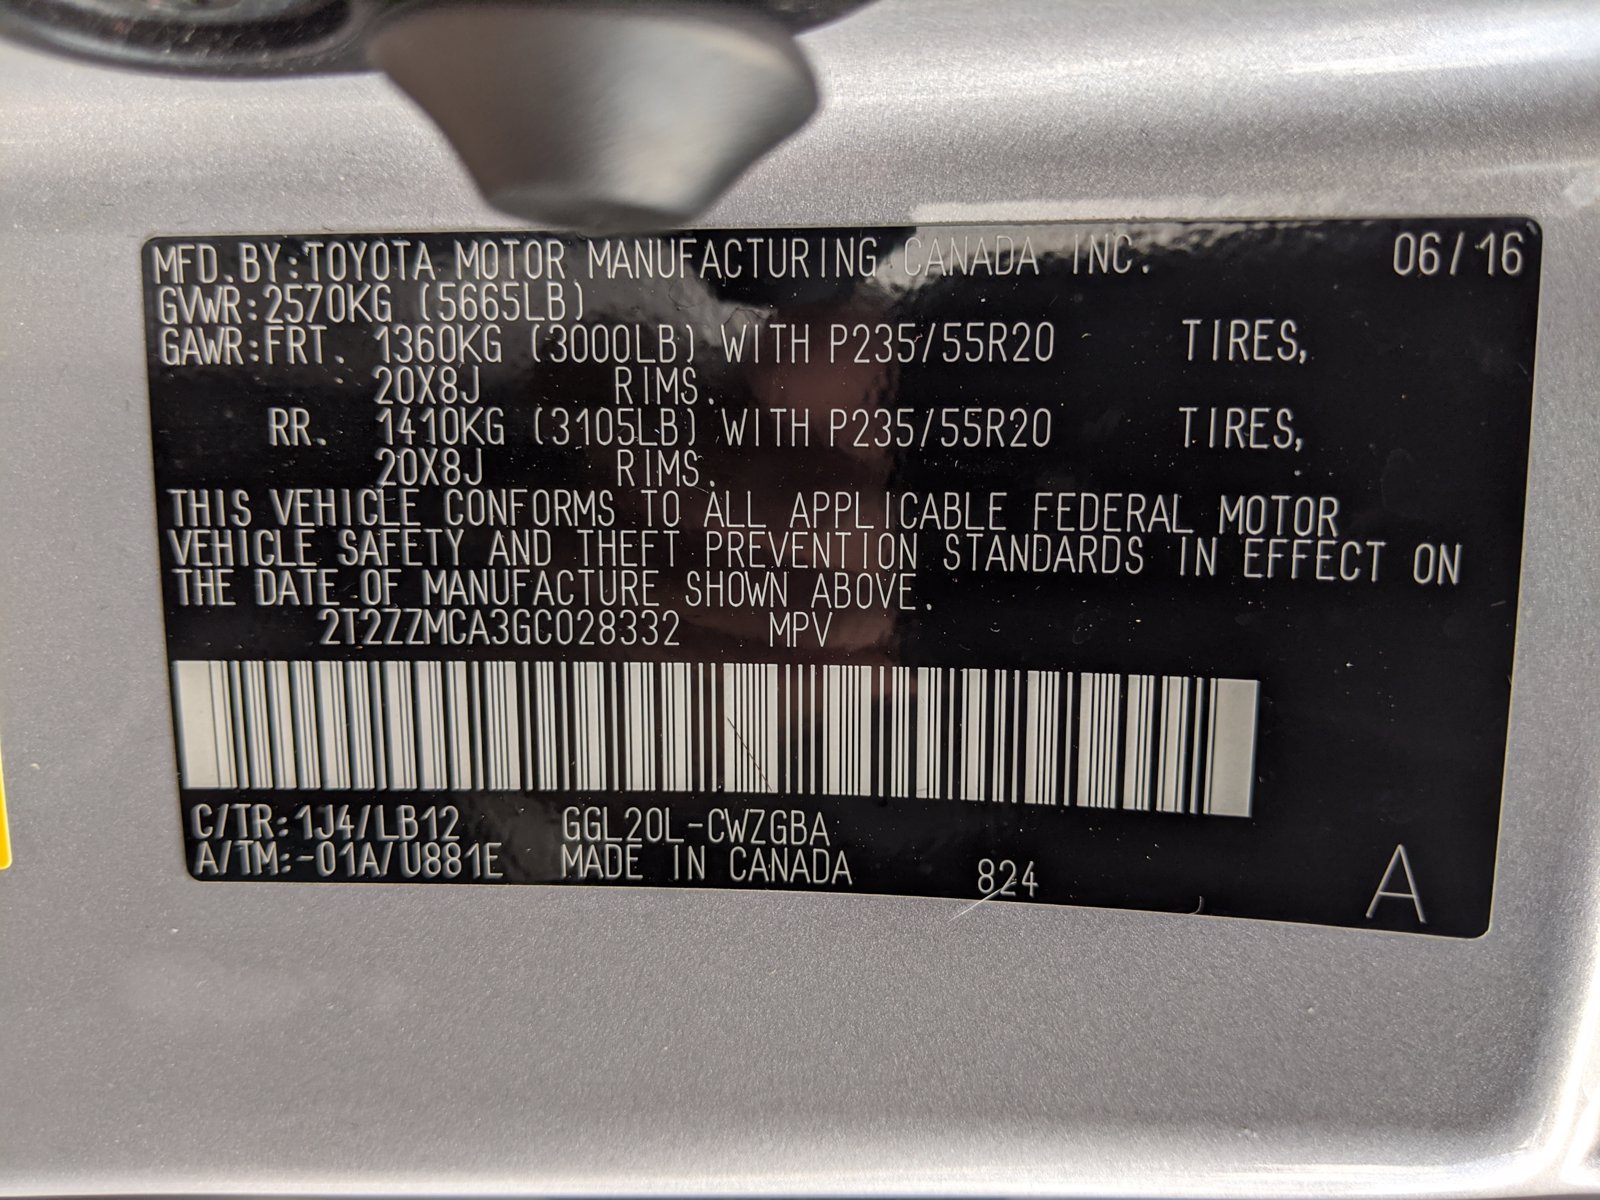 MFD.BY:TOYOTA MOTOR MANUFACTURING CANADA INC. 06/16
GVWR:2570KG (5665LB)
GAWR:FRT. 1360KG (3000LB) WITH P235/55R20 TIRES,
20X8J RIMS.
RR. 1410KG (3105LB) WITH P235/55R20 TIRES,
20X8J RIMS.
THIS VEHICLE CONFORMS TO ALL APPLICABLE FEDERAL MOTOR
VEHICLE SAFETY AND THEFT PREVENTION STANDARDS IN EFFECT ON
THE DATE OF MANUFACTURE SHOWN ABOVE.
2T2ZZMCA3GC028332 MPV
C/TR:1J4/LB12 GGL20L-CWZGBA
A/TM:-01A/U881E MADE IN CANADA 824 A